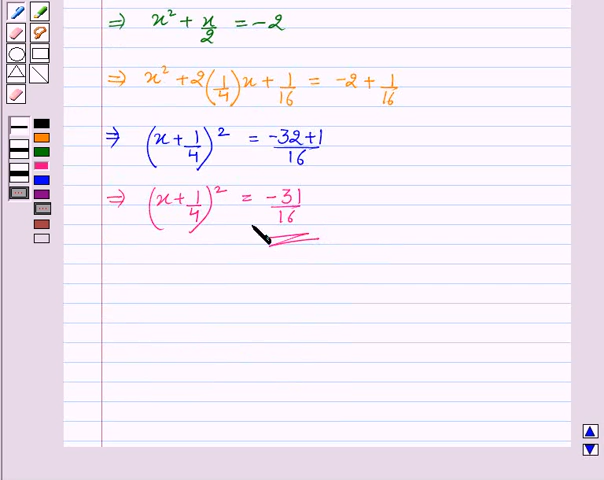 ⇒ x² + x/2 = -2
⇒ x² + 2(1/4)x + 1/16 = -2 + 1/16
⇒ (x + 1/4)² = -32+1/16
⇒ (x + 1/4)² = -31/16